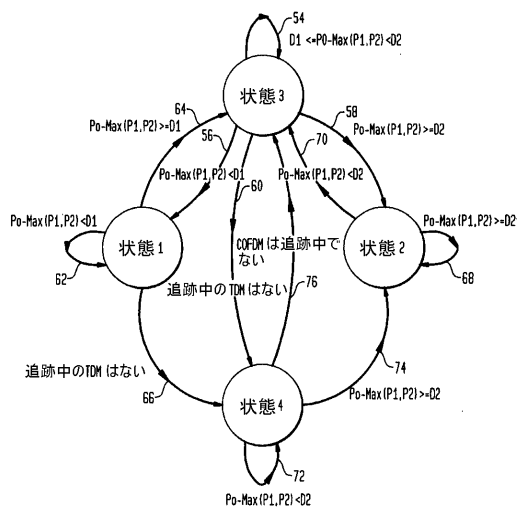 54
D1 <=P0-Max(P1,P2)<D2
状態3
64
58
Po-Max(P1,P2)>=D1
56
70
Po-Max(P1,P2)>=D2
Po-Max(P1,P2)<D1
60
Po-Max(P1,P2)<D2
Po-Max(P1,P2)<D1
Po-Max(P1,P2)>=D2
状態1
COFDMは追跡中で
ない
状態2
62
76
68
追跡中のTDMはない
74
追跡中のTDMはない
66
状態4
Po-Max(P1,P2)>=D2
72
Po-Max(P1,P2)<D2